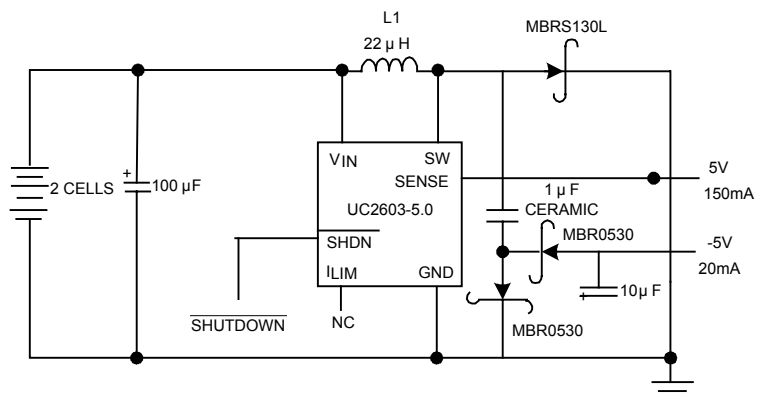 L1
22 µ H
MBRS130L
VIN
SW
SENSE
2 CELLS
+
100 µF
UC2603-5.0
SHDN
ILIM
GND
SHUTDOWN
NC
1 µ F
CERAMIC
MBR0530
5V
150mA
-5V
20mA
+
10µ F
MBR0530